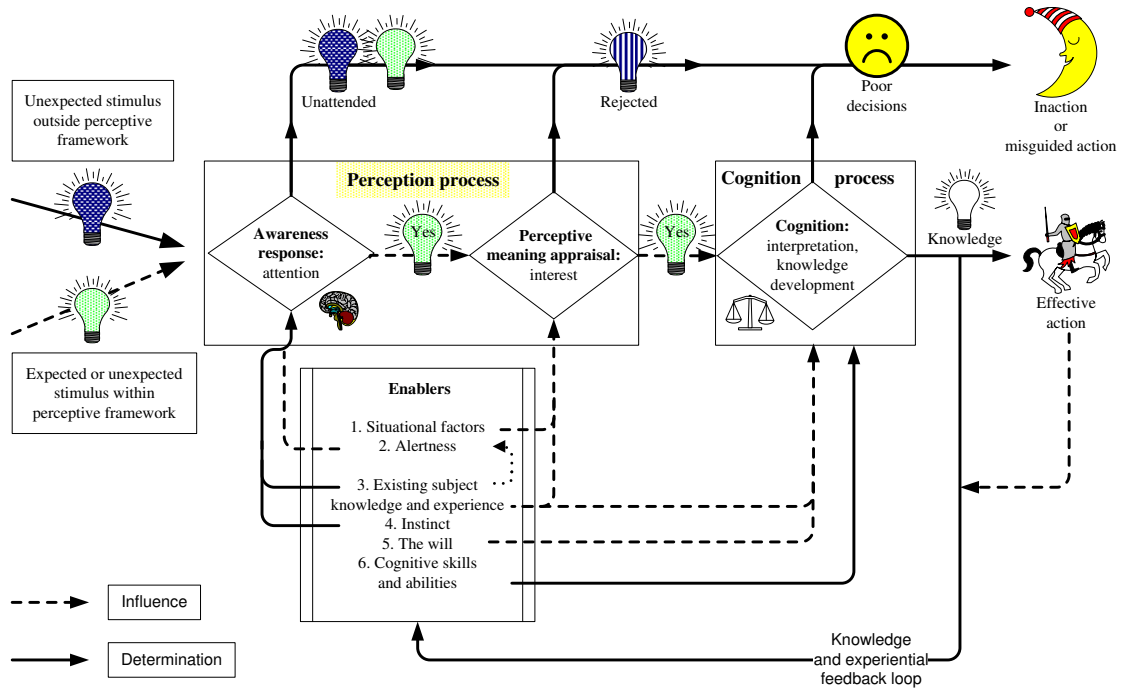 Unattended
Rejected
Poor
decisions
Inaction
or
misguided action
Unexpected stimulus
outside perceptive
framework
Perception process
Cognition process
Awareness
response:
attention
Yes
Perceptive
meaning appraisal:
interest
Yes
Cognition:
interpretation,
knowledge
development
Knowledge
Effective
action
Expected or unexpected
stimulus within
perceptive framework
Enablers
1. Situational factors
2. Alertness
3. Existing subject
knowledge and experience
4. Instinct
5. The will
6. Cognitive skills
and abilities
Influence
Determination
Knowledge
and experiential
feedback loop